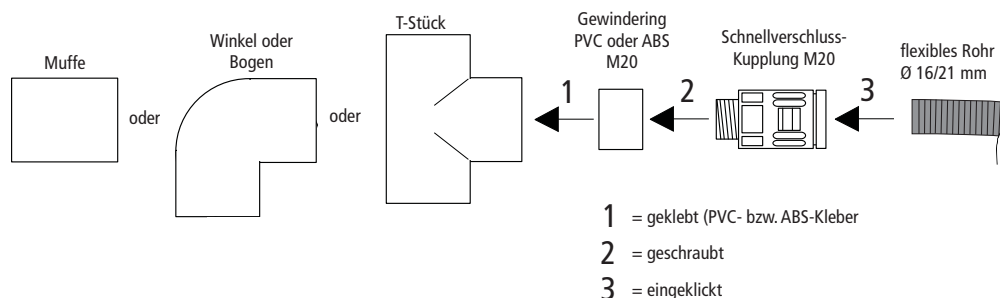 Muffe
oder
Winkel oder
Bogen
oder
T-Stück
1
Gewindering
PVC oder ABS
M20
2
Schnellverschluss-
Kupplung M20
3
flexibles Rohr
Ø 16/21 mm
1 = geklebt (PVC- bzw. ABS-Kleber
2 = geschraubt
3 = eingeklickt